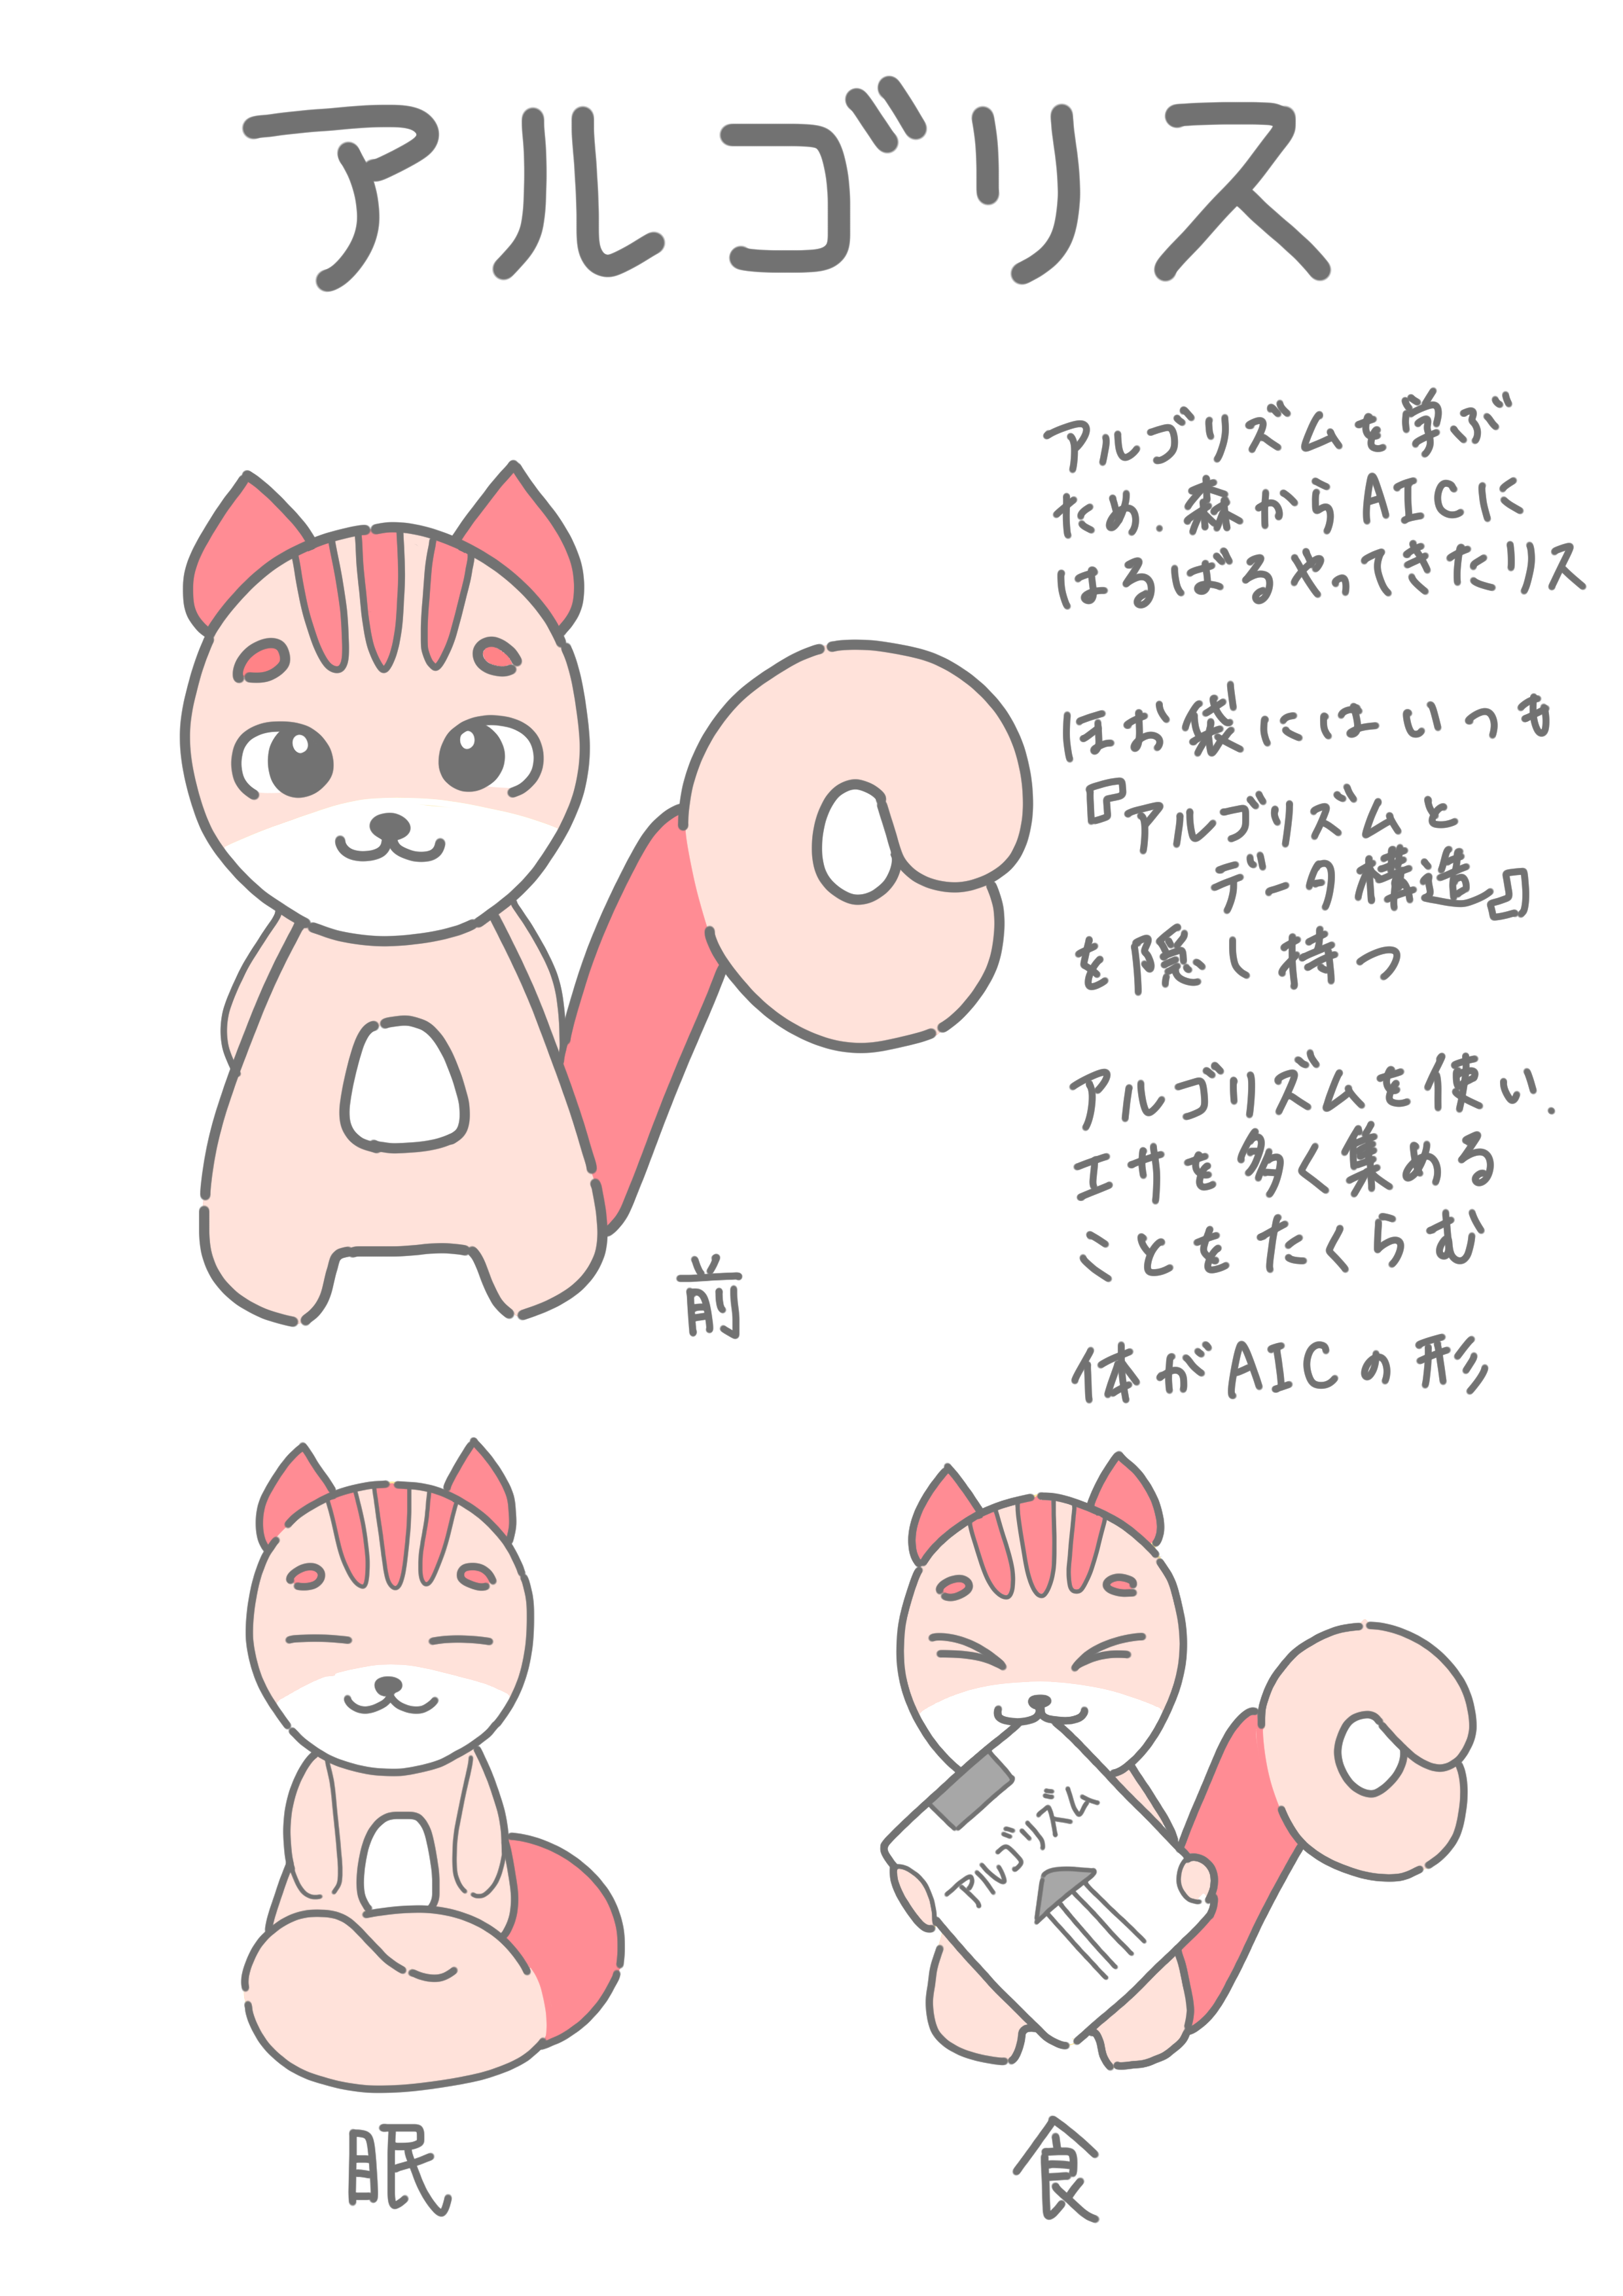 アルゴリス
アルゴリズムを学ぶ
ため、森からAICに
はるばるやってきたリス
ほお袋にはいつも
『アルゴリズムと
データ構造』
を隠し持つ
アルゴリズムを使い、
エサを多く集める
ことをたくらむ
体がAICの形
前
アルゴリズム
眠
食